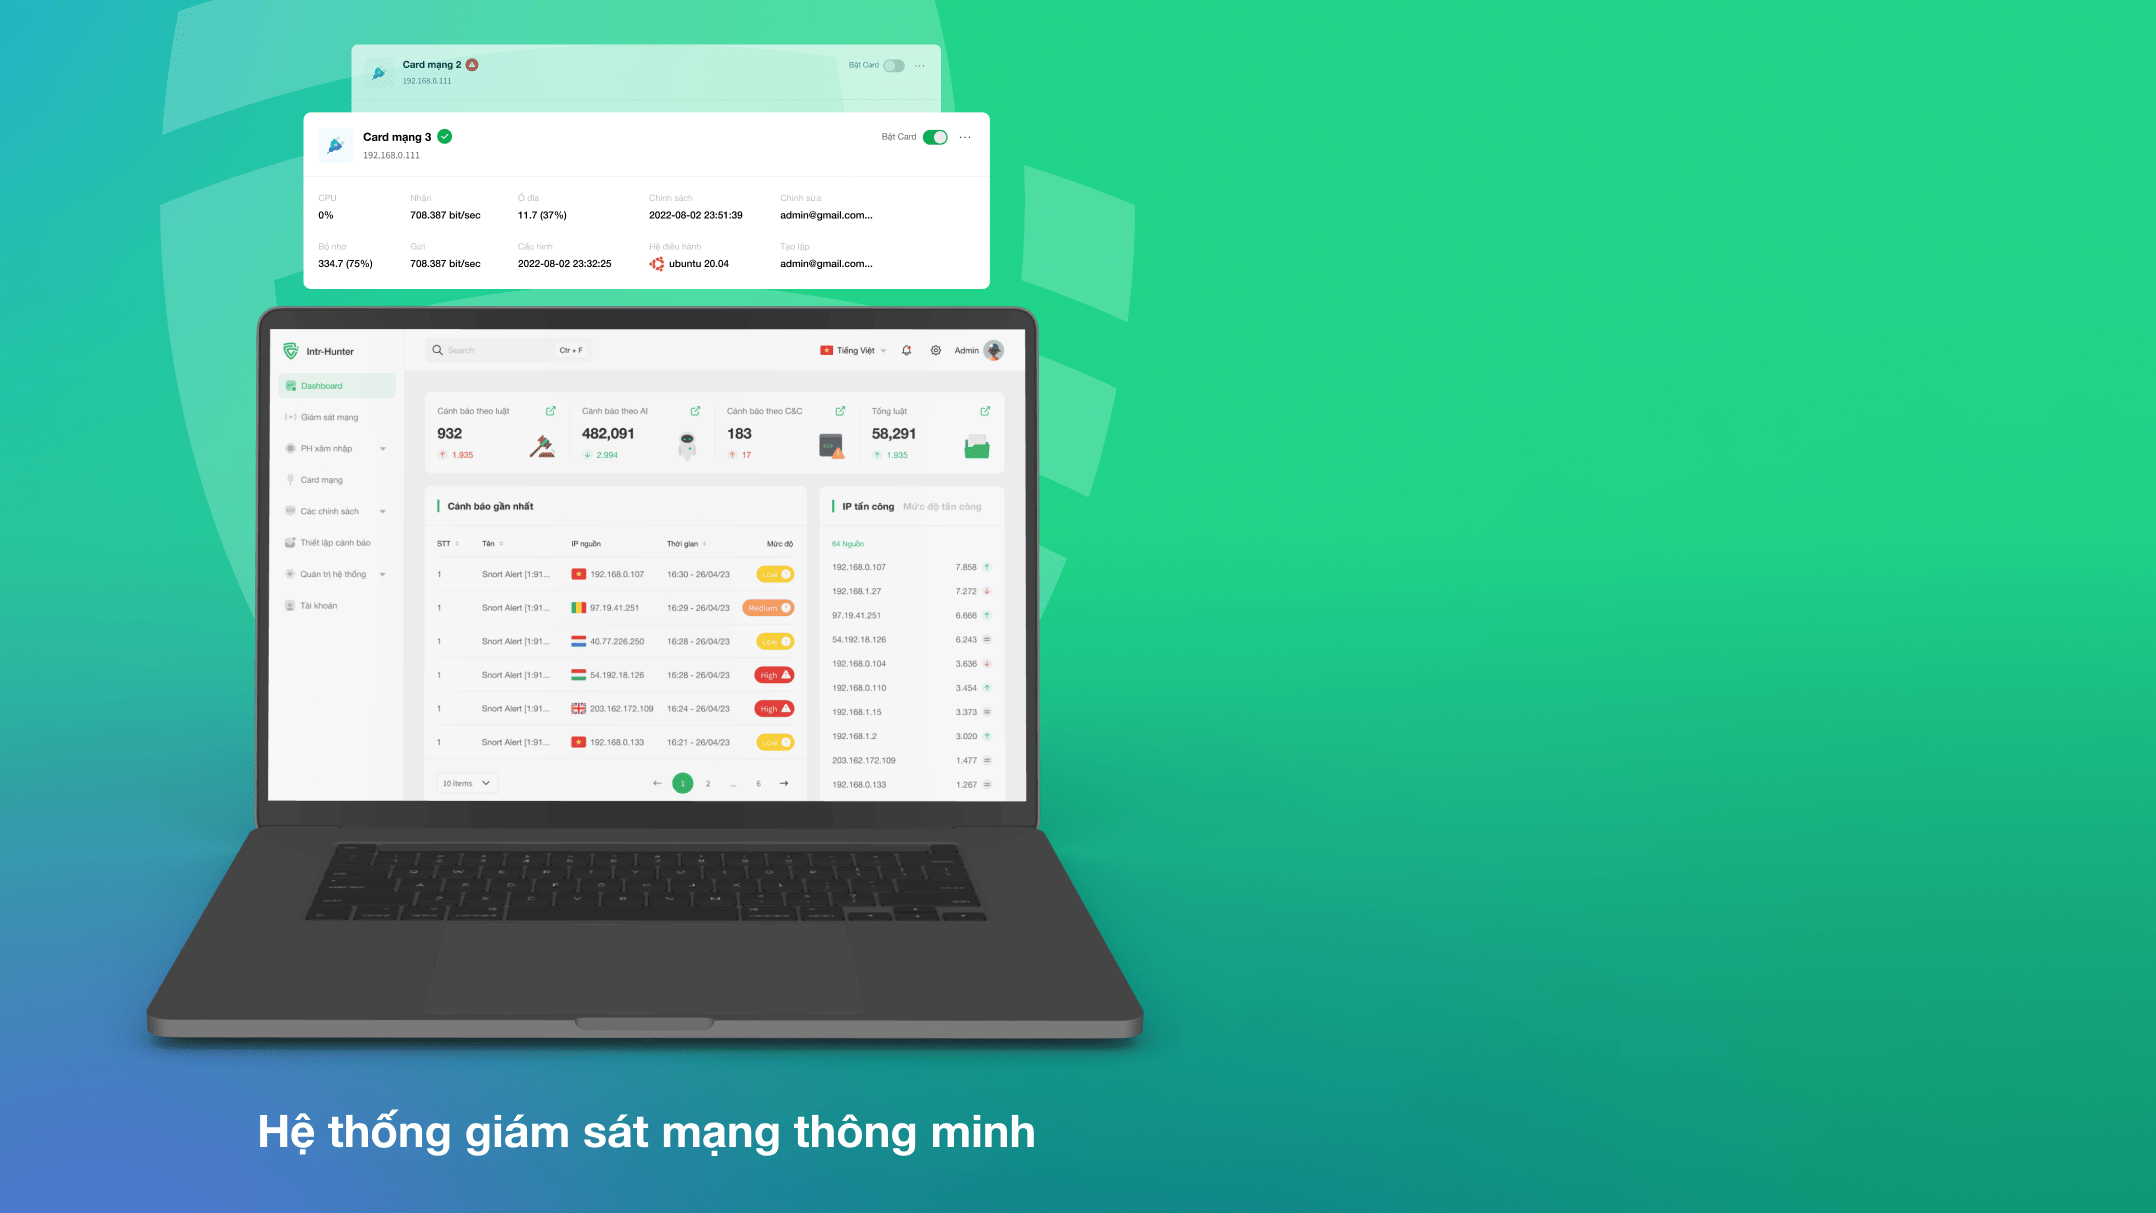 Card mạng 2
Bật Card
192.168.0.111
Card mạng 3
Bật Card
192.168.0.111
CPU Nhận Ổ đĩa Chính sách Chỉnh sửa
0% 708.387 bit/sec 11.7 (37%) 2022-08-02 23:51:39 admin@gmail.com...
Bộ nhớ Gửi Cấu hình Hệ điều hành Tạo lập
334.7 (75%) 708.387 bit/sec 2022-08-02 23:32:25 ubuntu 20.04 admin@gmail.com...
Intr-Hunter
Search Ctr + F
Tiếng Việt Admin
Dashboard
Giám sát mạng
PH xâm nhập
Card mạng
Các chính sách
Thiết lập cảnh báo
Quản trị hệ thống
Tài khoản
Cảnh báo theo luật Cảnh báo theo AI Cảnh báo theo C&C Tổng luật
932 482,091 183 58,291
1.935 2.994 17 1.935
Cảnh báo gần nhất
STT Tên IP nguồn Thời gian Mức độ
1 Snort Alert [1:91... 192.168.0.107 16:30 - 26/04/23 Low
1 Snort Alert [1:91... 97.19.41.251 16:29 - 26/04/23 Medium
1 Snort Alert [1:91... 40.77.226.250 16:28 - 26/04/23 Low
1 Snort Alert [1:91... 54.192.18.126 16:28 - 26/04/23 High
1 Snort Alert [1:91... 203.162.172.109 16:24 - 26/04/23 High
1 Snort Alert [1:91... 192.168.0.133 16:21 - 26/04/23 Low
10 items 1 2 ... 6
IP tấn công Mức độ tấn công
64 Nguồn
192.168.0.107 7.858
192.168.1.27 7.272
97.19.41.251 6.666
54.192.18.126 6.243
192.168.0.104 3.636
192.168.0.110 3.454
192.168.1.15 3.373
192.168.1.2 3.020
203.162.172.109 1.477
192.168.0.133 1.267
Hệ thống giám sát mạng thông minh